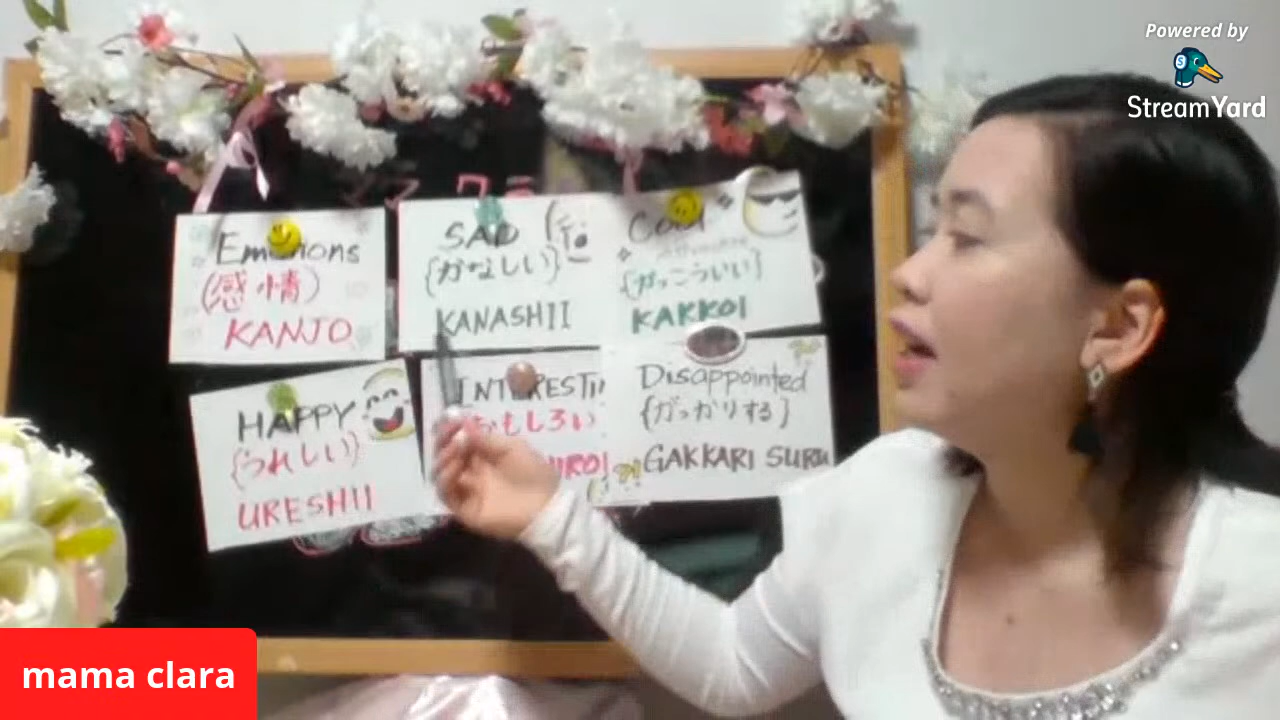 Powered by
StreamYard
Emotions
(感情)
KANJO
SAD
{かなしい}
KANASHII
Cool
{かっこういい}
KAKKOI
HAPPY
{うれしい}
URESHII
INTERESTI
おもしろい
IROI
Disappointed
{がっかりする}
GAKKARI SURU
mama clara